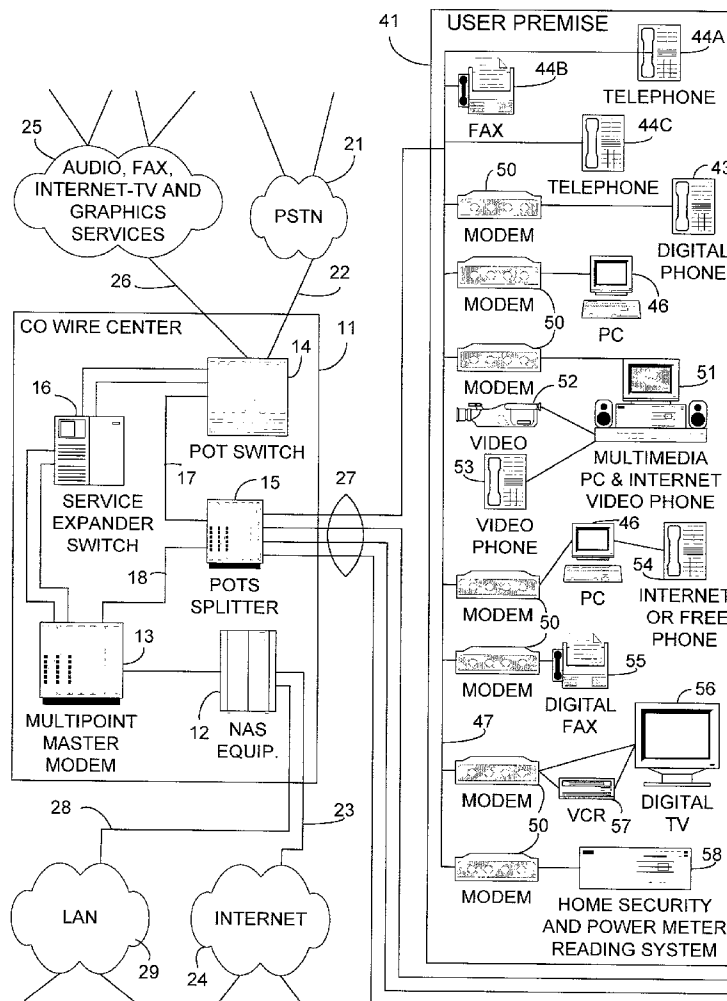 41
USER PREMISE
44A
TELEPHONE
44B
FAX
44C
TELEPHONE
50
MODEM
43
DIGITAL
PHONE
MODEM
46
PC
50
MODEM
51
52
VIDEO
MULTIMEDIA
PC & INTERNET
VIDEO PHONE
53
VIDEO
PHONE
46
PC
MODEM
50
54
INTERNET
OR FREE
PHONE
MODEM
55
DIGITAL
FAX
56
47
MODEM
50
VCR
57
DIGITAL
TV
MODEM
58
HOME SECURITY
AND POWER METER
READING SYSTEM
25
AUDIO, FAX,
INTERNET-TV AND
GRAPHICS
SERVICES
21
PSTN
26
22
CO WIRE CENTER
11
14
POT SWITCH
16
SERVICE
EXPANDER
SWITCH
17
15
27
POTS
SPLITTER
18
13
MULTIPOINT
MASTER
MODEM
12
NAS
EQUIP.
28
23
LAN
29
INTERNET
24